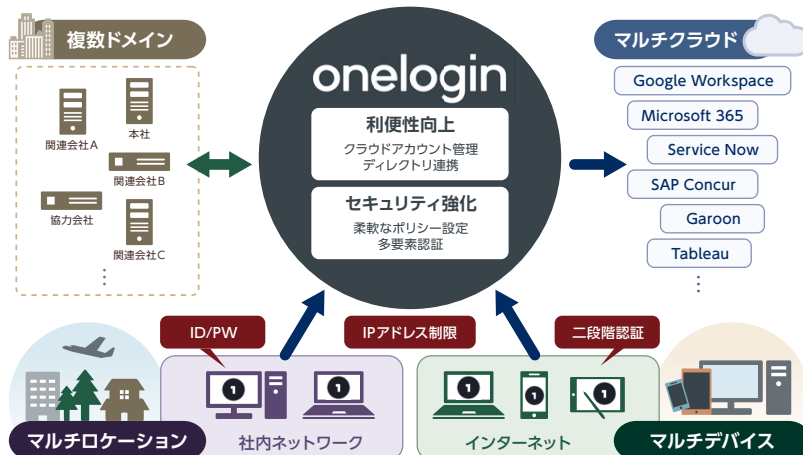 複数ドメイン
本社
関連会社A
関連会社B
協力会社
関連会社C
⋮
onelogin
利便性向上
クラウドアカウント管理
ディレクトリ連携
セキュリティ強化
柔軟なポリシー設定
多要素認証
マルチクラウド
Google Workspace
Microsoft 365
Service Now
SAP Concur
Garoon
Tableau
⋮
ID/PW
IPアドレス制限
二段階認証
1
1
1
1
1
マルチロケーション
社内ネットワーク
インターネット
マルチデバイス